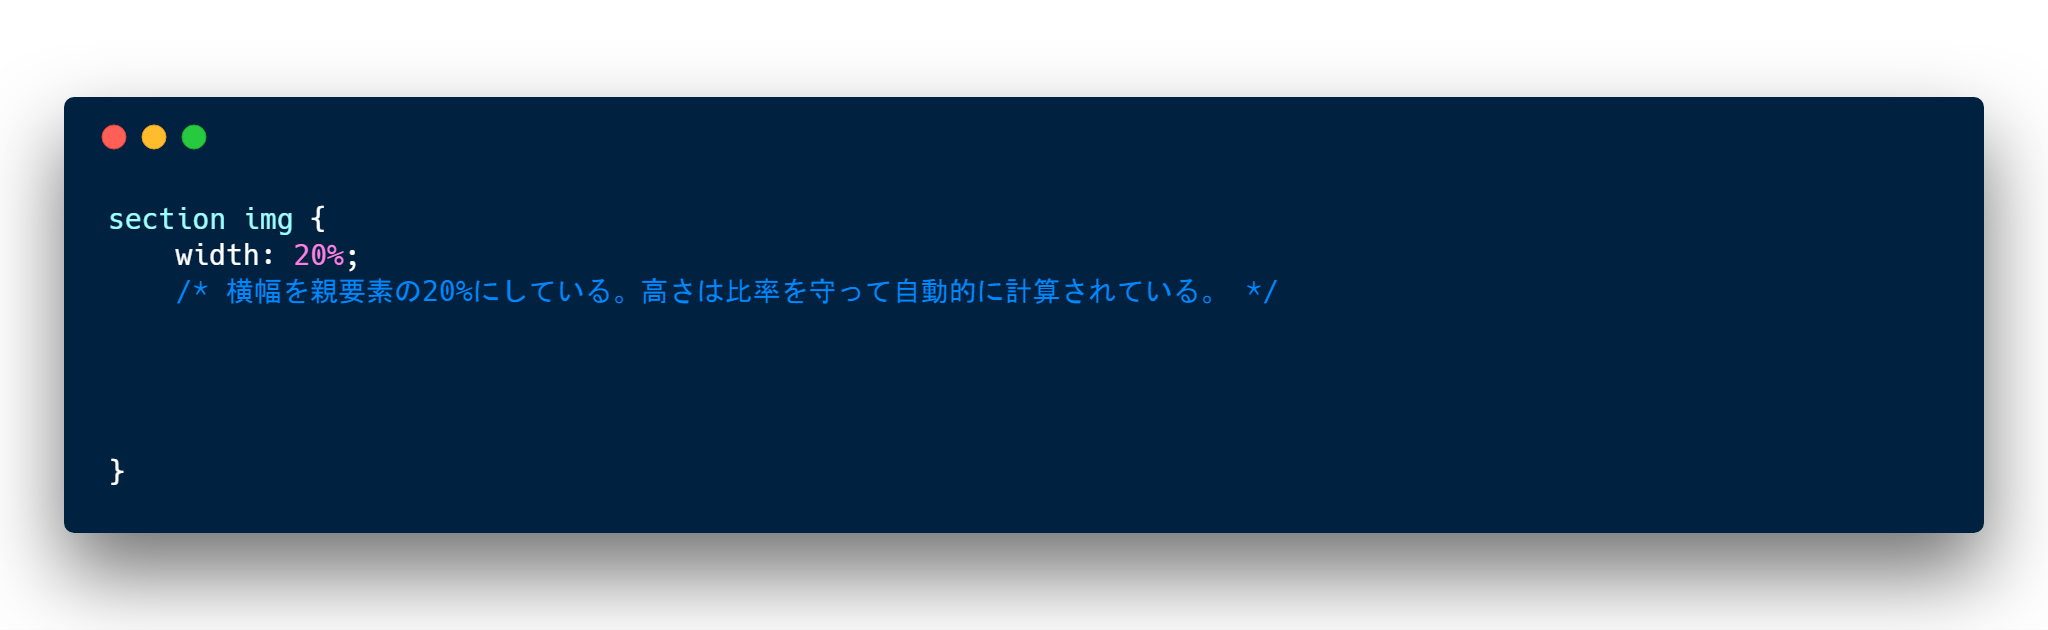 section img {
    width: 20%;
    /* 横幅を親要素の20%にしている。高さは比率を守って自動的に計算されている。 */
}